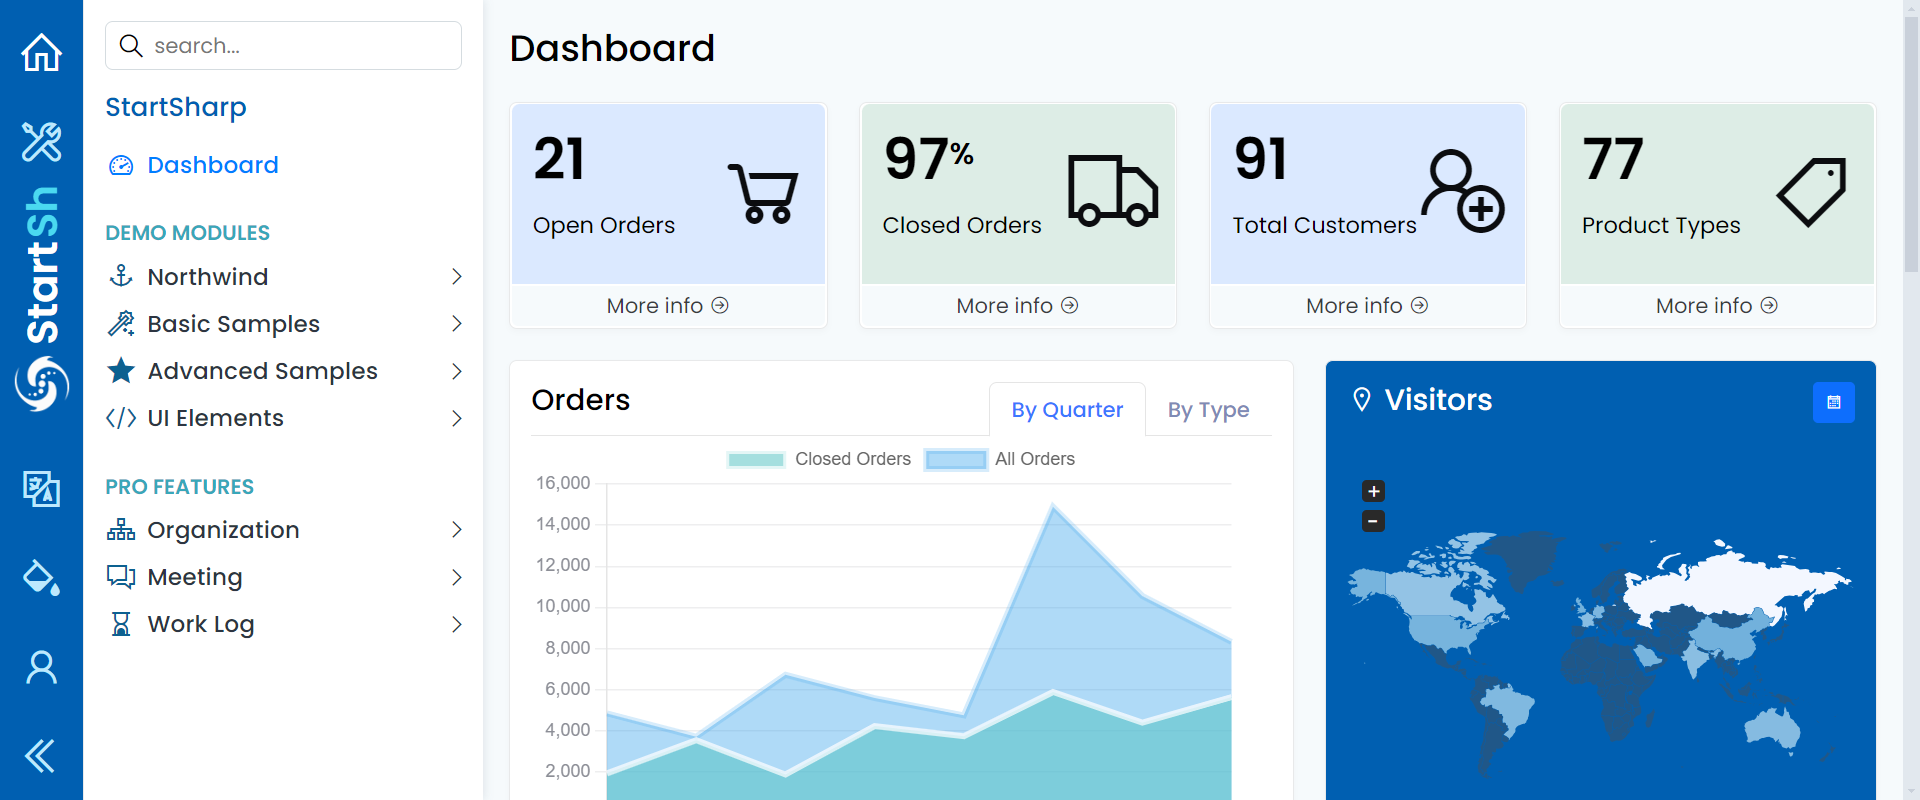 search...
StartSharp
Dashboard
DEMO MODULES
Northwind
Basic Samples
Advanced Samples
UI Elements
PRO FEATURES
Organization
Meeting
Work Log
StartSh
Dashboard
21
Open Orders
More info
97%
Closed Orders
More info
91
Total Customers
More info
77
Product Types
More info
Orders
By Quarter
By Type
Closed Orders
All Orders
16,000
14,000
12,000
10,000
8,000
6,000
4,000
2,000
Visitors
+
−